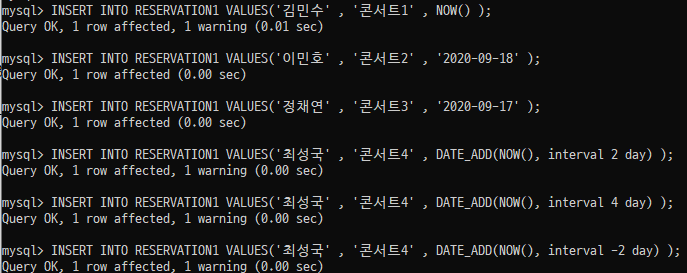 mysql> INSERT INTO RESERVATION1 VALUES('김민수' , '콘서트1' , NOW() );
Query OK, 1 row affected, 1 warning (0.01 sec)
mysql> INSERT INTO RESERVATION1 VALUES('이민호' , '콘서트2' , '2020-09-18' );
Query OK, 1 row affected (0.00 sec)
mysql> INSERT INTO RESERVATION1 VALUES('정채연' , '콘서트3' , '2020-09-17' );
Query OK, 1 row affected (0.00 sec)
mysql> INSERT INTO RESERVATION1 VALUES('최성국' , '콘서트4' , DATE_ADD(NOW(), interval 2 day) );
Query OK, 1 row affected, 1 warning (0.00 sec)
mysql> INSERT INTO RESERVATION1 VALUES('최성국' , '콘서트4' , DATE_ADD(NOW(), interval 4 day) );
Query OK, 1 row affected, 1 warning (0.00 sec)
mysql> INSERT INTO RESERVATION1 VALUES('최성국' , '콘서트4' , DATE_ADD(NOW(), interval -2 day) );
Query OK, 1 row affected, 1 warning (0.00 sec)